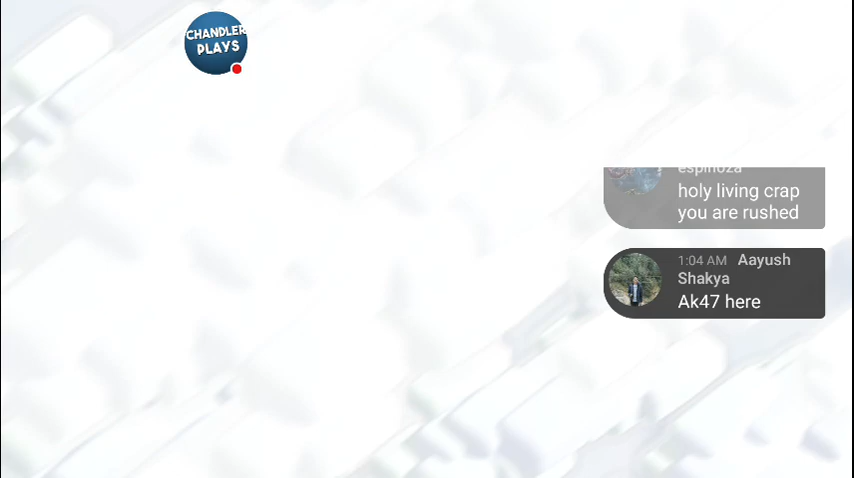 CHANDLER
PLAYS
espinoza
holy living crap
you are rushed
1:04 AM Aayush
Shakya
Ak47 here